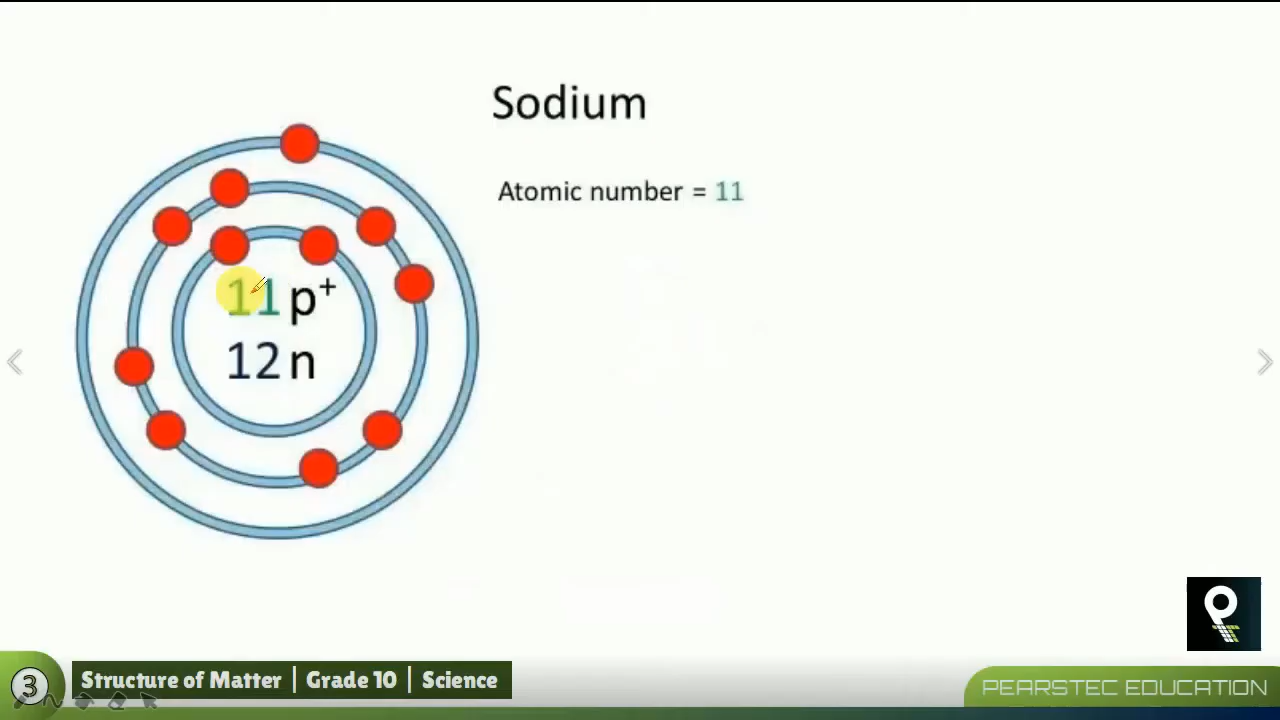 Sodium
Atomic number = 11
11 p⁺
12 n
3
Structure of Matter | Grade 10 | Science
PEARSTEC EDUCATION